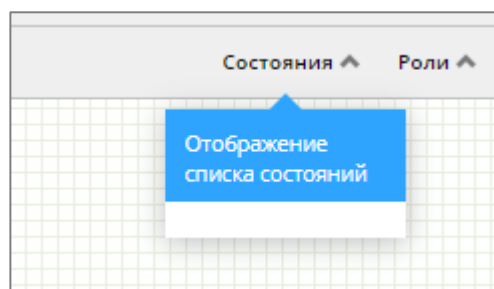 Состояния Роли
Отображение
списка состояний